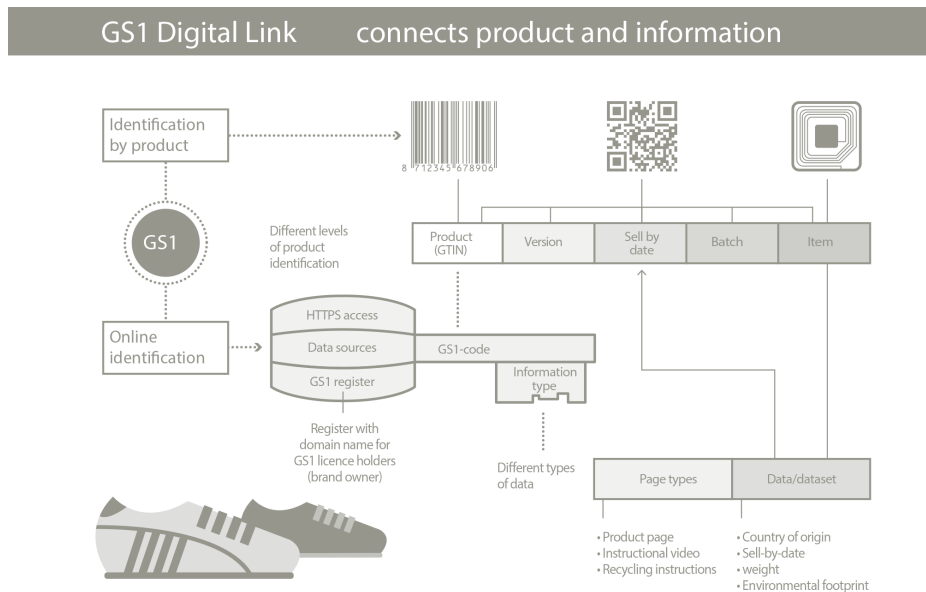 GS1 Digital Link connects product and information
Identification
by product
8 712345 678906
GS1
Different levels
of product
identification
Product
(GTIN)
Version
Sell by
date
Batch
Item
Online
identification
HTTPS access
Data sources
GS1 register
GS1-code
Information
type
Register with
domain name for
GS1 licence holders
(brand owner)
Different types
of data
Page types
Data/dataset
• Product page
• Instructional video
• Recycling instructions
• Country of origin
• Sell-by-date
• weight
• Environmental footprint